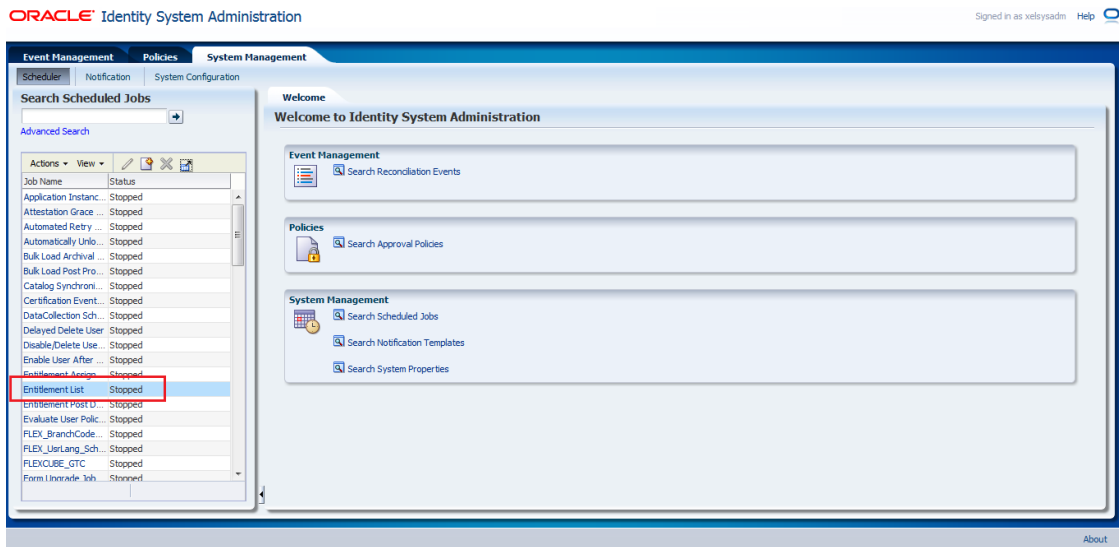 ORACLE Identity System Administration
Signed in as xelsysadm Help
Event Management Policies System Management
Scheduler Notification System Configuration
Search Scheduled Jobs
Advanced Search
Actions View
Job Name Status
Application Instanc... Stopped
Attestation Grace ... Stopped
Automated Retry ... Stopped
Automatically Unlo... Stopped
Bulk Load Archival ... Stopped
Bulk Load Post Pro... Stopped
Catalog Synchroni... Stopped
Certification Event... Stopped
DataCollection Sch... Stopped
Delayed Delete User Stopped
Disable/Delete Use... Stopped
Enable User After ... Stopped
Entitlement Assign... Stopped
Entitlement List Stopped
Entitlement Post D... Stopped
Evaluate User Polic... Stopped
FLEX_BranchCode... Stopped
FLEX_UsrLang_Sch... Stopped
FLEXCUBE_GTC Stopped
Form Upgrade Job Stopped
Welcome
Welcome to Identity System Administration
Event Management
Search Reconciliation Events
Policies
Search Approval Policies
System Management
Search Scheduled Jobs
Search Notification Templates
Search System Properties
About